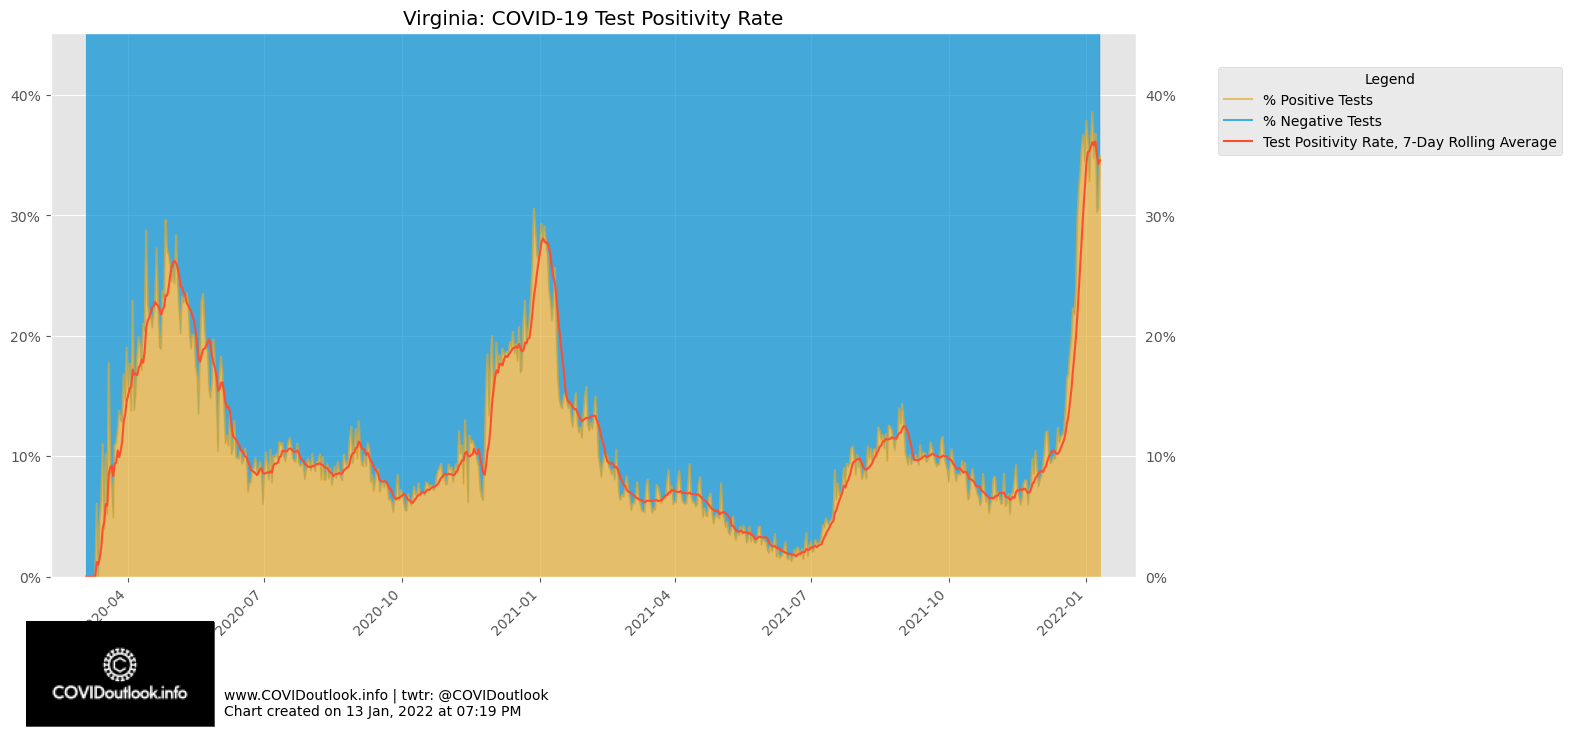 Virginia: COVID-19 Test Positivity Rate
40%
30%
20%
10%
0%
40%
30%
20%
10%
0%
20-04
2020-07
2020-10
2021-01
2021-04
2021-07
2021-10
2022-01
Legend
% Positive Tests
% Negative Tests
Test Positivity Rate, 7-Day Rolling Average
COVIDoutlook.info
www.COVIDoutlook.info | twtr: @COVIDoutlook
Chart created on 13 Jan, 2022 at 07:19 PM